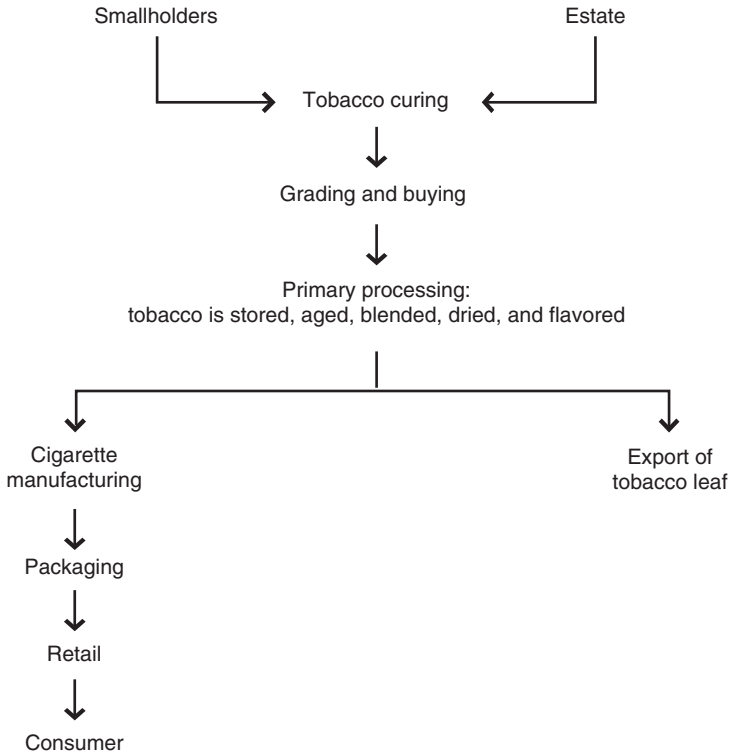 Smallholders
Estate
Tobacco curing
Grading and buying
Primary processing:
tobacco is stored, aged, blended, dried, and flavored
Cigarette
manufacturing
Export of
tobacco leaf
Packaging
Retail
Consumer